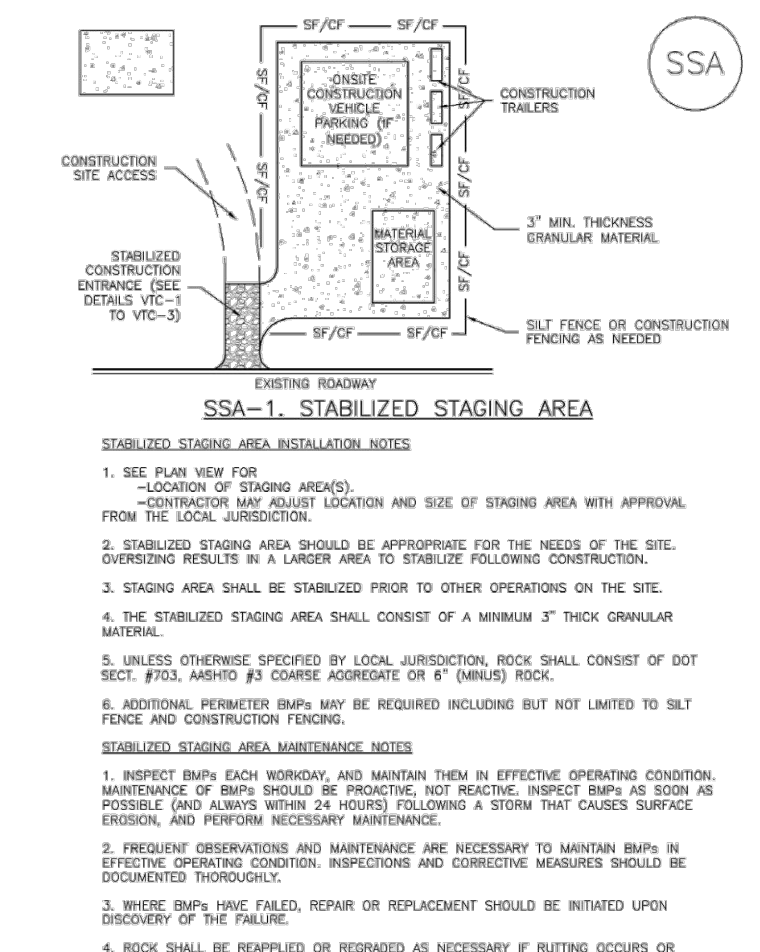 SF/CF
SF/CF
SSA
SF/CF
ONSITE
CONSTRUCTION
VEHICLE
PARKING (IF
NEEDED)
SF/CF
CONSTRUCTION
TRAILERS
CONSTRUCTION
SITE ACCESS
SF/CF
SF/CF
3" MIN. THICKNESS
GRANULAR MATERIAL
MATERIAL
STORAGE
AREA
STABILIZED
CONSTRUCTION
ENTRANCE (SEE
DETAILS VTC-1
TO VTC-3)
SF/CF
SF/CF
SF/CF
SILT FENCE OR CONSTRUCTION
FENCING AS NEEDED
EXISTING ROADWAY
SSA-1. STABILIZED STAGING AREA
STABILIZED STAGING AREA INSTALLATION NOTES
1. SEE PLAN VIEW FOR
-LOCATION OF STAGING AREA(S).
-CONTRACTOR MAY ADJUST LOCATION AND SIZE OF STAGING AREA WITH APPROVAL
FROM THE LOCAL JURISDICTION.
2. STABILIZED STAGING AREA SHOULD BE APPROPRIATE FOR THE NEEDS OF THE SITE.
OVERSIZING RESULTS IN A LARGER AREA TO STABILIZE FOLLOWING CONSTRUCTION.
3. STAGING AREA SHALL BE STABILIZED PRIOR TO OTHER OPERATIONS ON THE SITE.
4. THE STABILIZED STAGING AREA SHALL CONSIST OF A MINIMUM 3" THICK GRANULAR
MATERIAL.
5. UNLESS OTHERWISE SPECIFIED BY LOCAL JURISDICTION, ROCK SHALL CONSIST OF DOT
SECT. #703, AASHTO #3 COARSE AGGREGATE OR 6" (MINUS) ROCK.
6. ADDITIONAL PERIMETER BMPs MAY BE REQUIRED INCLUDING BUT NOT LIMITED TO SILT
FENCE AND CONSTRUCTION FENCING.
STABILIZED STAGING AREA MAINTENANCE NOTES
1. INSPECT BMPs EACH WORKDAY, AND MAINTAIN THEM IN EFFECTIVE OPERATING CONDITION.
MAINTENANCE OF BMPs SHOULD BE PROACTIVE, NOT REACTIVE. INSPECT BMPs AS SOON AS
POSSIBLE (AND ALWAYS WITHIN 24 HOURS) FOLLOWING A STORM THAT CAUSES SURFACE
EROSION, AND PERFORM NECESSARY MAINTENANCE.
2. FREQUENT OBSERVATIONS AND MAINTENANCE ARE NECESSARY TO MAINTAIN BMPs IN
EFFECTIVE OPERATING CONDITION. INSPECTIONS AND CORRECTIVE MEASURES SHOULD BE
DOCUMENTED THOROUGHLY.
3. WHERE BMPs HAVE FAILED, REPAIR OR REPLACEMENT SHOULD BE INITIATED UPON
DISCOVERY OF THE FAILURE.
4. ROCK SHALL BE REAPPLIED OR REGRADED AS NECESSARY IF RUTTING OCCURS OR